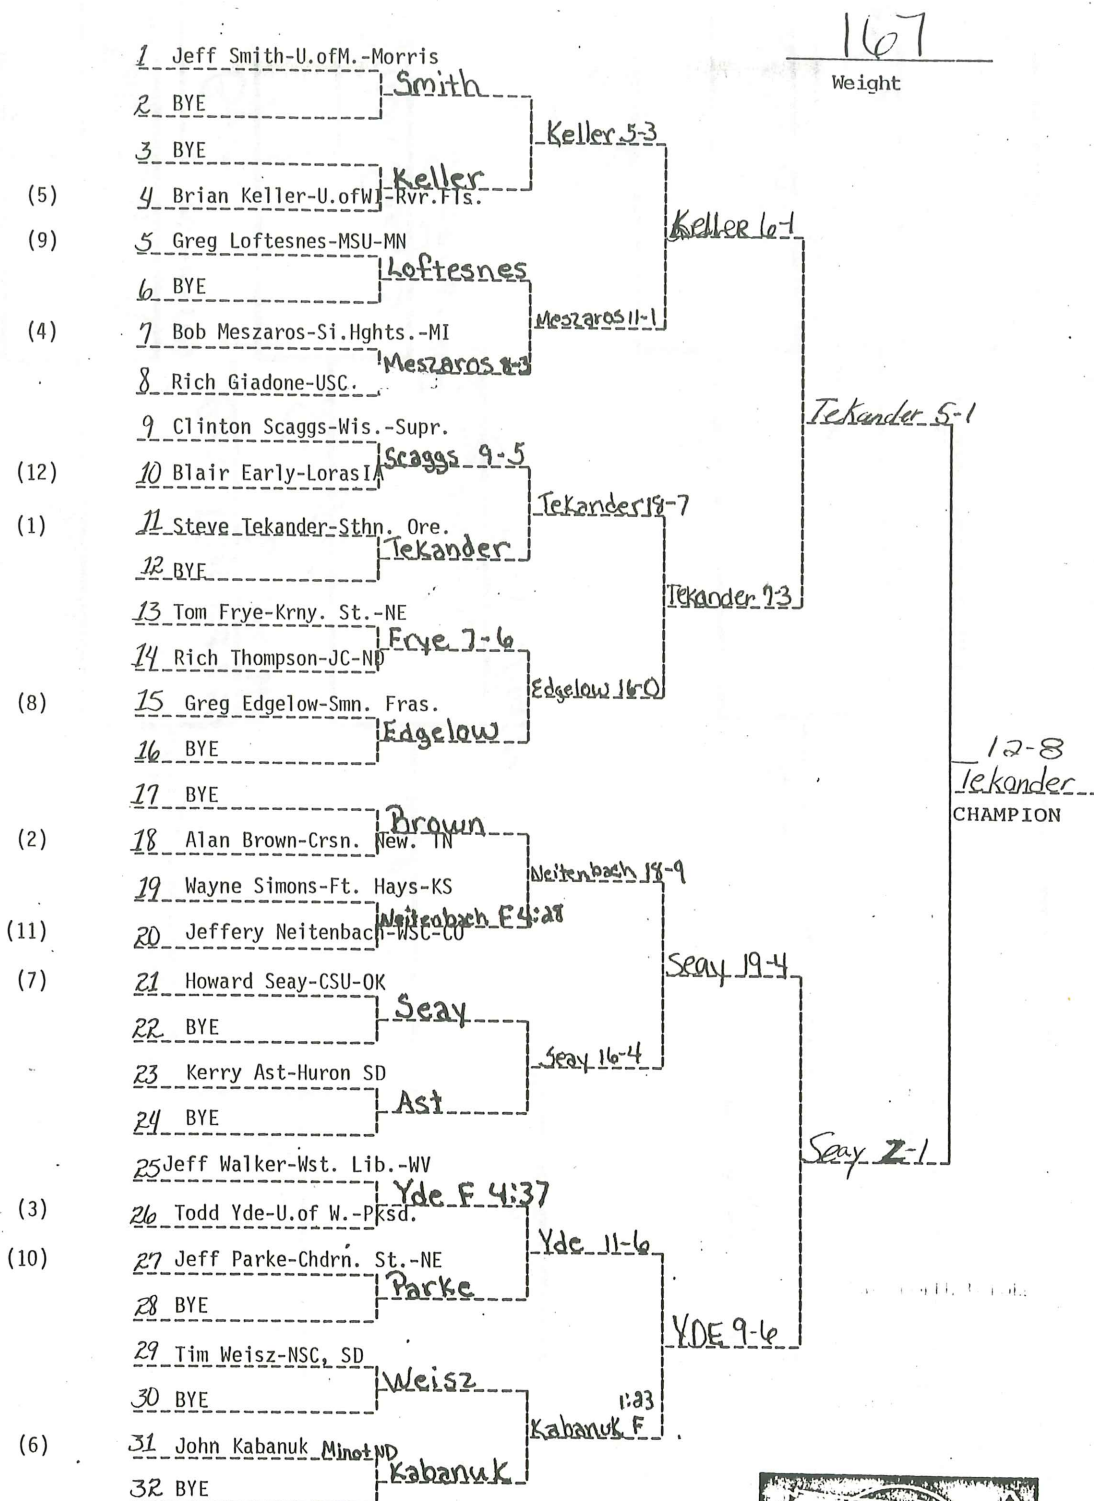 167
Weight
1 Jeff Smith-U.ofM.-Morris
Smith
2 BYE
Keller 5-3
3 BYE
Keller
(5) 4 Brian Keller-U.ofWI-Rvr.Fls.
Keller 6-1
(9) 5 Greg Loftesnes-MSU-MN
Loftesnes
6 BYE
Meszaros 11-1
(4) 7 Bob Meszaros-Si.Hghts.-MI
Meszaros 8-3
8 Rich Giadone-USC.
Tekander 5-1
9 Clinton Scaggs-Wis.-Supr.
Scaggs 9-5
(12) 10 Blair Early-LorasIA
Tekander 18-7
(1) 11 Steve Tekander-Sthn. Ore.
Tekander
12 BYE
Tekander 7-3
13 Tom Frye-Krny. St.-NE
Frye 7-6
14 Rich Thompson-JC-ND
Edgelow 16-0
(8) 15 Greg Edgelow-Smn. Fras.
Edgelow
16 BYE
12-8
Tekander
CHAMPION
17 BYE
Brown
(2) 18 Alan Brown-Crsn. New. TN
Neitenbach 18-9
19 Wayne Simons-Ft. Hays-KS
Neitenbach F 4:28
(11) 20 Jeffery Neitenbach-WSC-CO
Seay 19-4
(7) 21 Howard Seay-CSU-OK
Seay
22 BYE
Seay 16-4
23 Kerry Ast-Huron SD
Ast
24 BYE
Seay 2-1
25 Jeff Walker-Wst. Lib.-WV
Yde F 4:37
(3) 26 Todd Yde-U.of W.-Pksd.
Yde 11-6
(10) 27 Jeff Parke-Chdrn. St.-NE
Parke
28 BYE
YDE 9-6
29 Tim Weisz-NSC, SD
Weisz
30 BYE
1:23
Kabanuk F
(6) 31 John Kabanuk Minot ND
Kabanuk
32 BYE